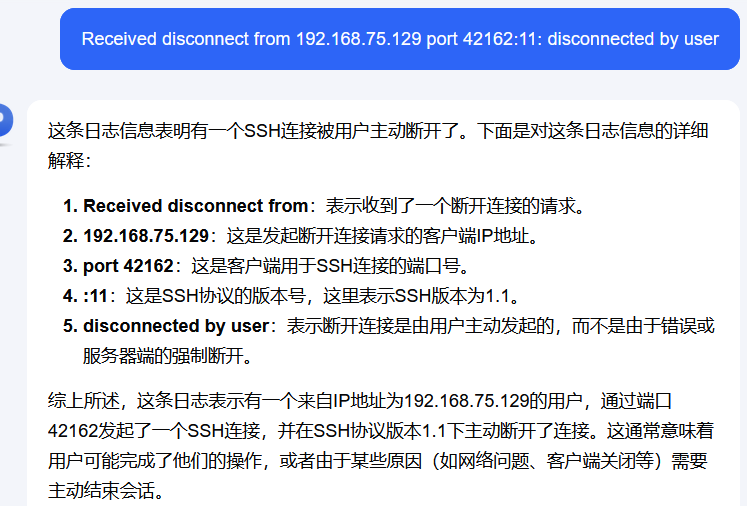 Received disconnect from 192.168.75.129 port 42162:11: disconnected by user
这条日志信息表明有一个SSH连接被用户主动断开了。下面是对这条日志信息的详细
解释：
1. Received disconnect from：表示收到了一个断开连接的请求。
2. 192.168.75.129：这是发起断开连接请求的客户端IP地址。
3. port 42162：这是客户端用于SSH连接的端口号。
4. :11：这是SSH协议的版本号，这里表示SSH版本为1.1。
5. disconnected by user：表示断开连接是由用户主动发起的，而不是由于错误或
服务器端的强制断开。
综上所述，这条日志表示有一个来自IP地址为192.168.75.129的用户，通过端口
42162发起了一个SSH连接，并在SSH协议版本1.1下主动断开了连接。这通常意味着
用户可能完成了他们的操作，或者由于某些原因（如网络问题、客户端关闭等）需要
主动结束会话。